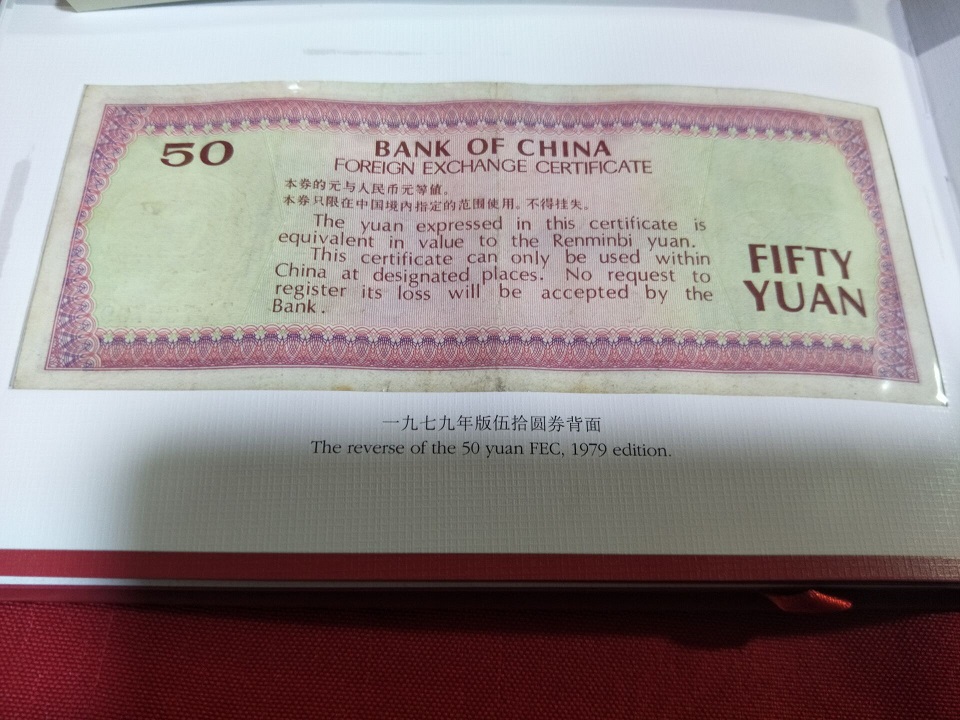 50
BANK OF CHINA
FOREIGN EXCHANGE CERTIFICATE
本券的元与人民币元等值。
本券只限在中国境内指定的范围使用。不得挂失。
The yuan expressed in this certificate is
equivalent in value to the Renminbi yuan.
This certificate can only be used within
China at designated places. No request to
register its loss will be accepted by the
Bank.
FIFTY
YUAN
一九七九年版伍拾圆券背面
The reverse of the 50 yuan FEC, 1979 edition.